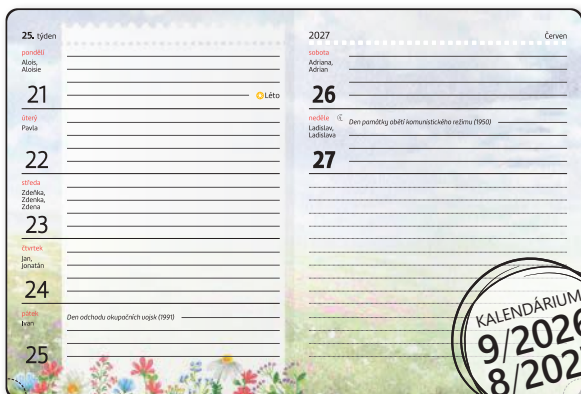 25. týden
pondělí
Alois,
Aloisie
21
Léto
úterý
Pavla
22
středa
Zdeňka,
Zdenka,
Zdena
23
čtvrtek
Jan,
jonatán
24
pátek
Ivan
Den odchodu okupačních uojsk (1991)
25
2027
Červen
sobota
Adriana,
Adrian
26
neděle
Ladislav,
Ladislava
Den památky obětí komunistického režimu (1950)
27
KALENDÁRIUM
9/2026
8/202